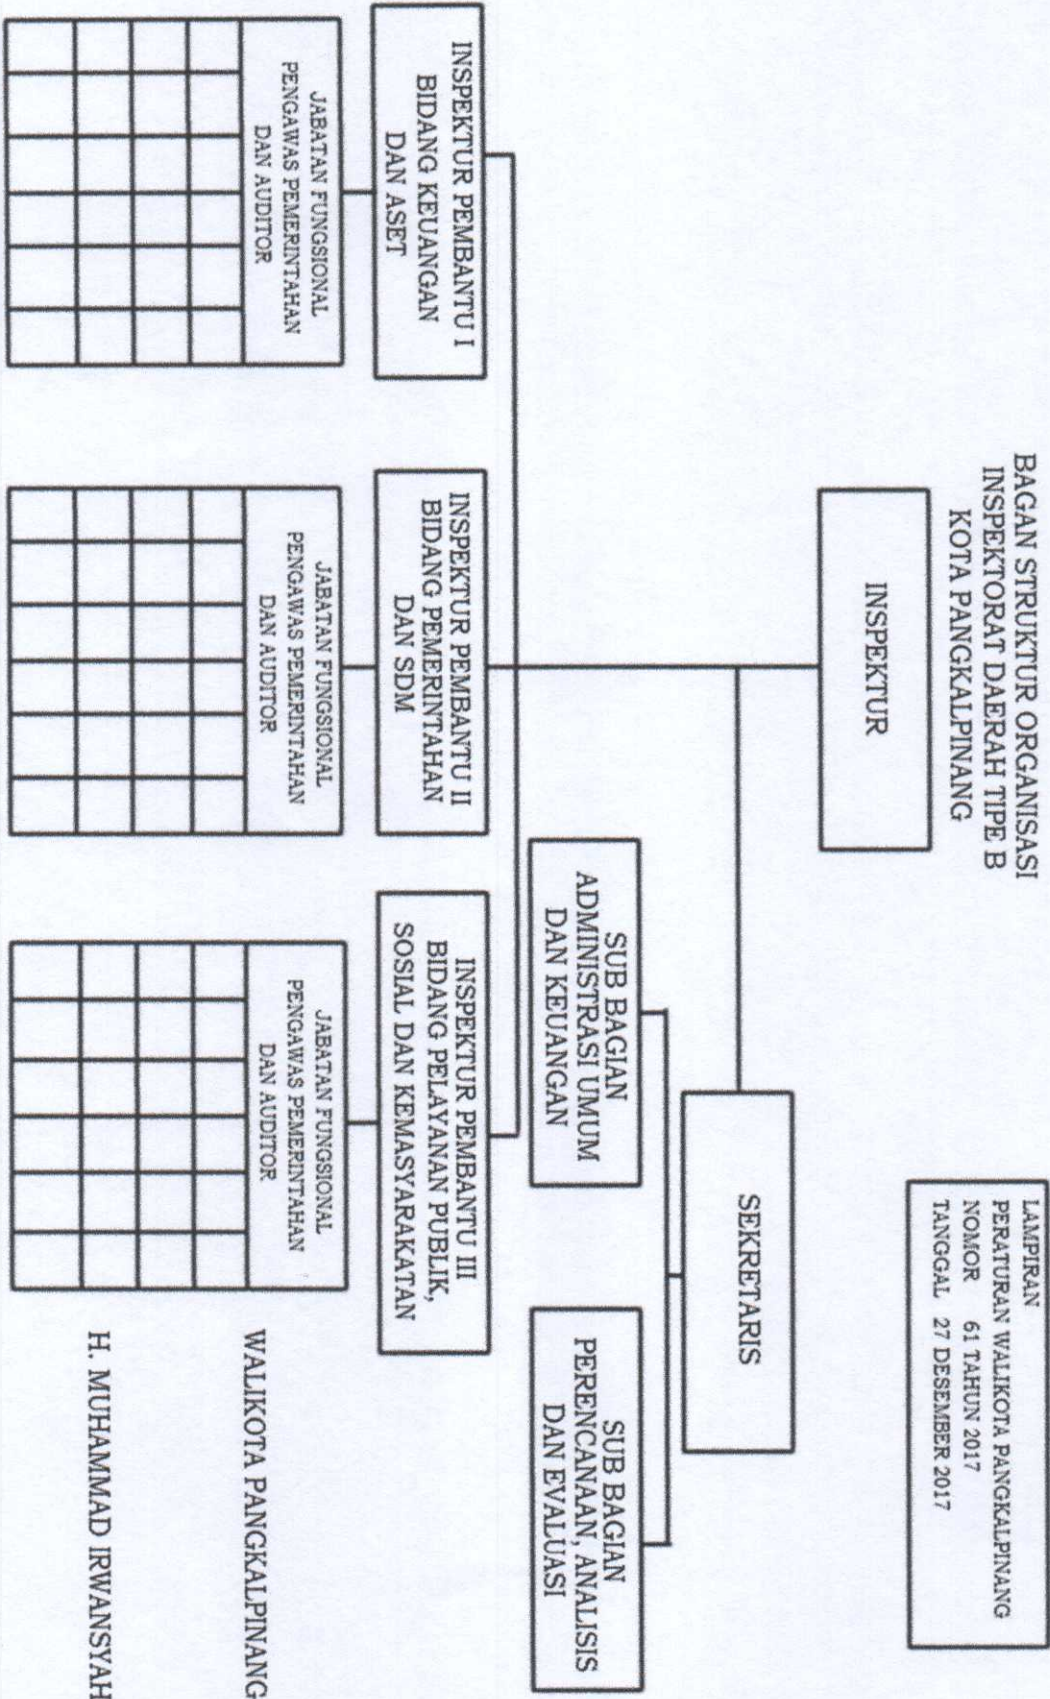 BAGAN STRUKTUR ORGANISASI
INSPEKTORAT DAERAH TIPE B
KOTA PANGKALPINANG
LAMPIRAN
PERATURAN WALIKOTA PANGKALPINANG
NOMOR 61 TAHUN 2017
TANGGAL 27 DESEMBER 2017
INSPEKTUR
SEKRETARIS
SUB BAGIAN
ADMINISTRASI UMUM
DAN KEUANGAN
SUB BAGIAN
PERENCANAAN, ANALISIS
DAN EVALUASI
INSPEKTUR PEMBANTU I
BIDANG KEUANGAN
DAN ASET
INSPEKTUR PEMBANTU II
BIDANG PEMERINTAHAN
DAN SDM
INSPEKTUR PEMBANTU III
BIDANG PELAYANAN PUBLIK,
SOSIAL DAN KEMASYARAKATAN
JABATAN FUNGSIONAL
PENGAWAS PEMERINTAHAN
DAN AUDITOR
JABATAN FUNGSIONAL
PENGAWAS PEMERINTAHAN
DAN AUDITOR
JABATAN FUNGSIONAL
PENGAWAS PEMERINTAHAN
DAN AUDITOR
WALIKOTA PANGKALPINANG
H. MUHAMMAD IRWANSYAH